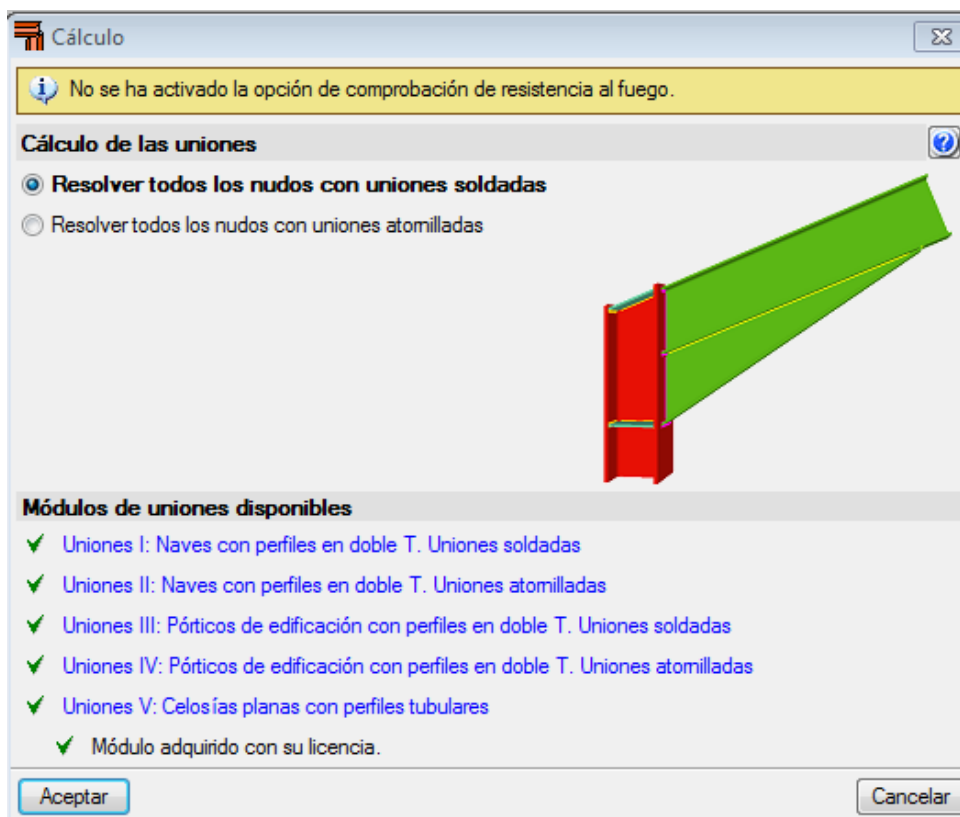 Cálculo
No se ha activado la opción de comprobación de resistencia al fuego.
Cálculo de las uniones
Resolver todos los nudos con uniones soldadas
Resolver todos los nudos con uniones atornilladas
Módulos de uniones disponibles
Uniones I: Naves con perfiles en doble T. Uniones soldadas
Uniones II: Naves con perfiles en doble T. Uniones atornilladas
Uniones III: Pórticos de edificación con perfiles en doble T. Uniones soldadas
Uniones IV: Pórticos de edificación con perfiles en doble T. Uniones atornilladas
Uniones V: Celosías planas con perfiles tubulares
Módulo adquirido con su licencia.
Aceptar
Cancelar